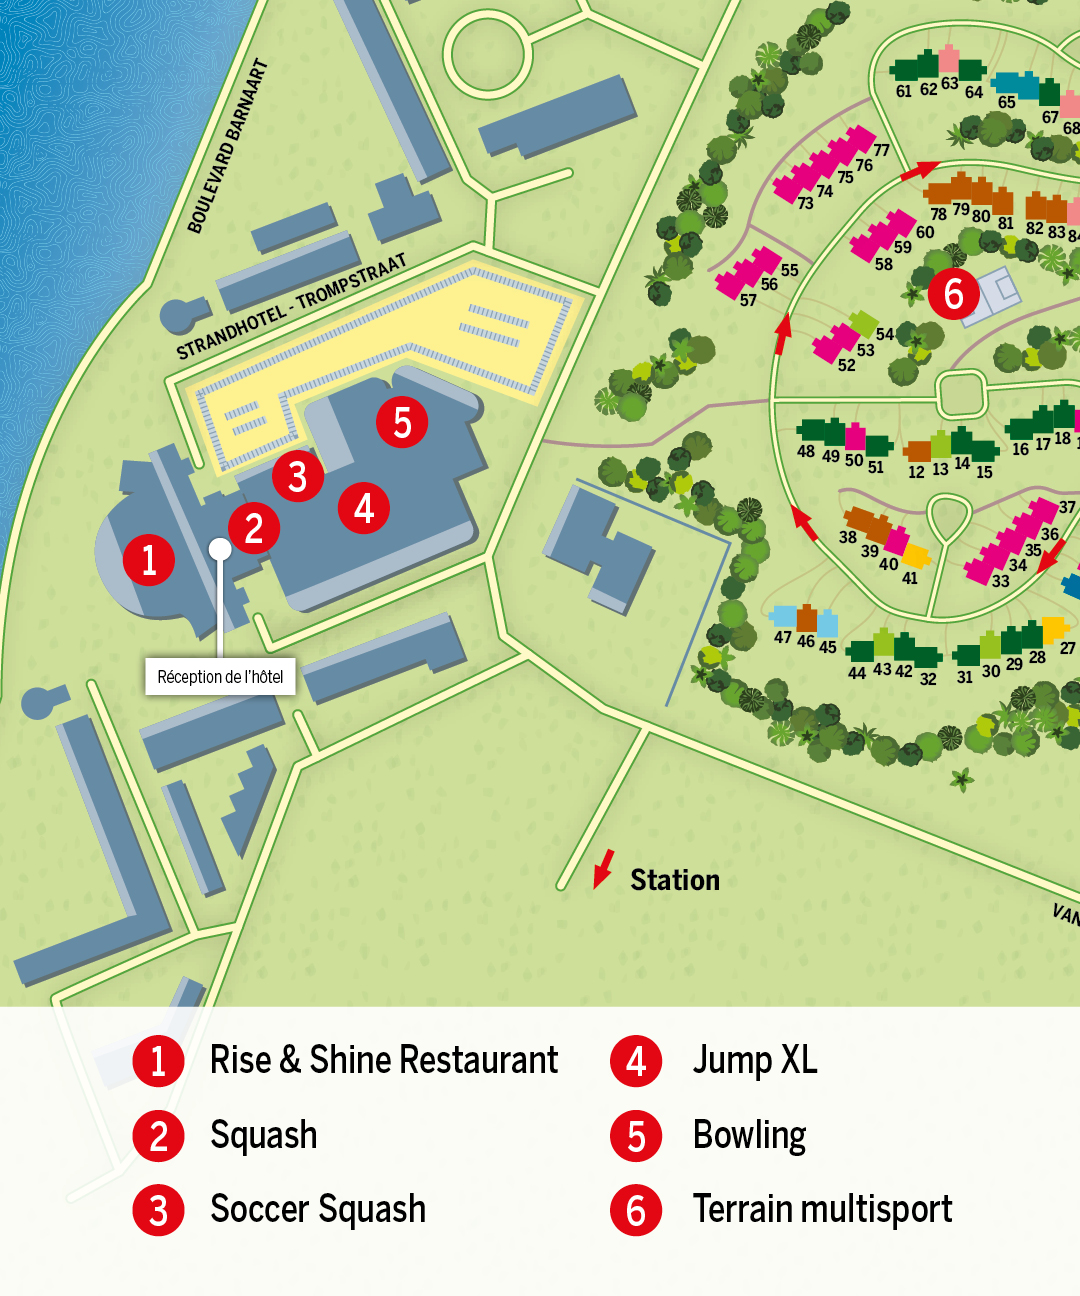 BOULEVARD BARNAART
STRANDHOTEL - TROMPSTRAAT
61 62 63 64
65 67 68
77
76
75
74
73
78 79 80 81 82 83 84
60
59
58
55
56
57
6
54
53
52
5
3
4
2
1
48 49 50 51
12 13 14 15
16 17 18
37
36
35
34
33
38
39
40
41
47 46 45
44 43 42 32
31 30 29 28 27
Réception de l'hôtel
Station
VAN
1 Rise & Shine Restaurant
2 Squash
3 Soccer Squash
4 Jump XL
5 Bowling
6 Terrain multisport